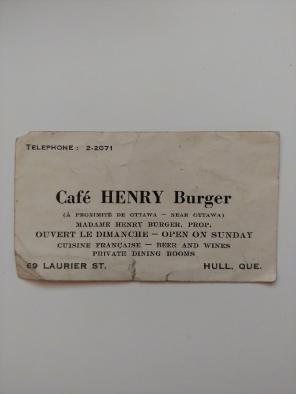 TELEPHONE: 2-2071
Café HENRY Burger
(À PROXIMITÉ DE OTTAWA – NEAR OTTAWA)
MADAME HENRY BURGER, PROP.
OUVERT LE DIMANCHE – OPEN ON SUNDAY
CUISINE FRANÇAISE – BEER AND WINES
PRIVATE DINING ROOMS
69 LAURIER ST. HULL, QUE.